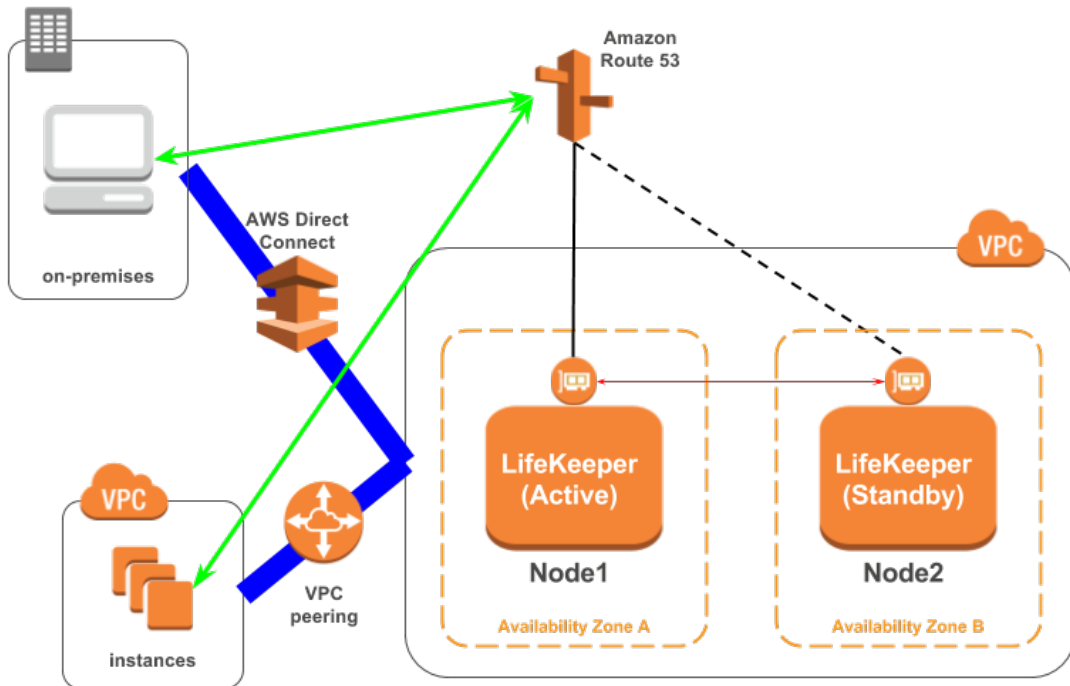 Amazon
Route 53
AWS Direct
Connect
on-premises
VPC
LifeKeeper
(Active)
Node1
Availability Zone A
LifeKeeper
(Standby)
Node2
Availability Zone B
VPC
VPC
peering
instances